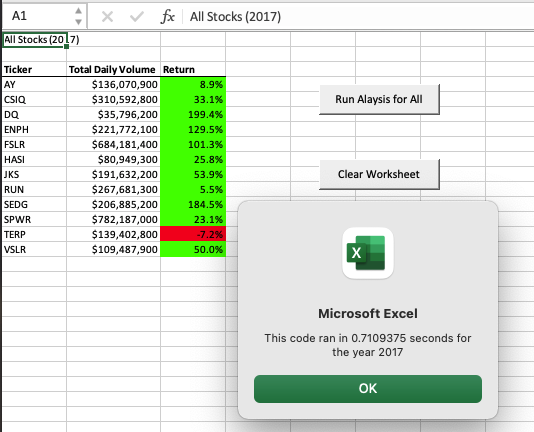 A1 fx All Stocks (2017)
All Stocks (2017)
Ticker Total Daily Volume Return
AY $136,070,900 8.9%
CSIQ $310,592,800 33.1%
DQ $35,796,200 199.4%
ENPH $221,772,100 129.5%
FSLR $684,181,400 101.3%
HASI $80,949,300 25.8%
JKS $191,632,200 53.9%
RUN $267,681,300 5.5%
SEDG $206,885,200 184.5%
SPWR $782,187,000 23.1%
TERP $139,402,800 -7.2%
VSLR $109,487,900 50.0%
Run Alaysis for All
Clear Worksheet
X
Microsoft Excel
This code ran in 0.7109375 seconds for
the year 2017
OK